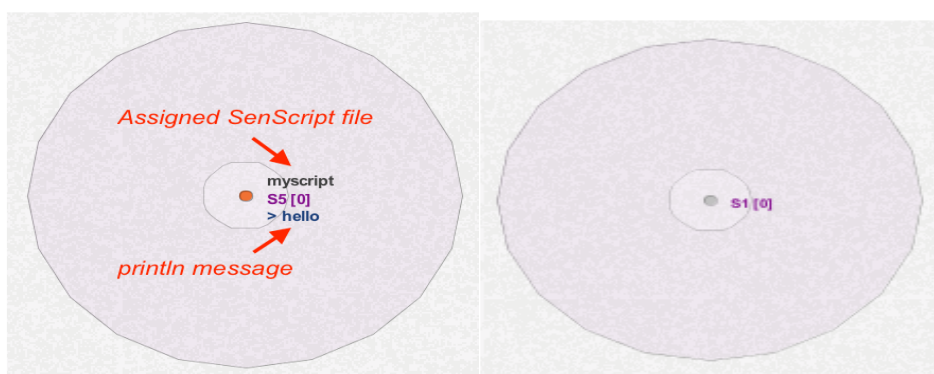 Assigned SenScript file
myscript
S5 [0]
> hello
println message
S1 [0]